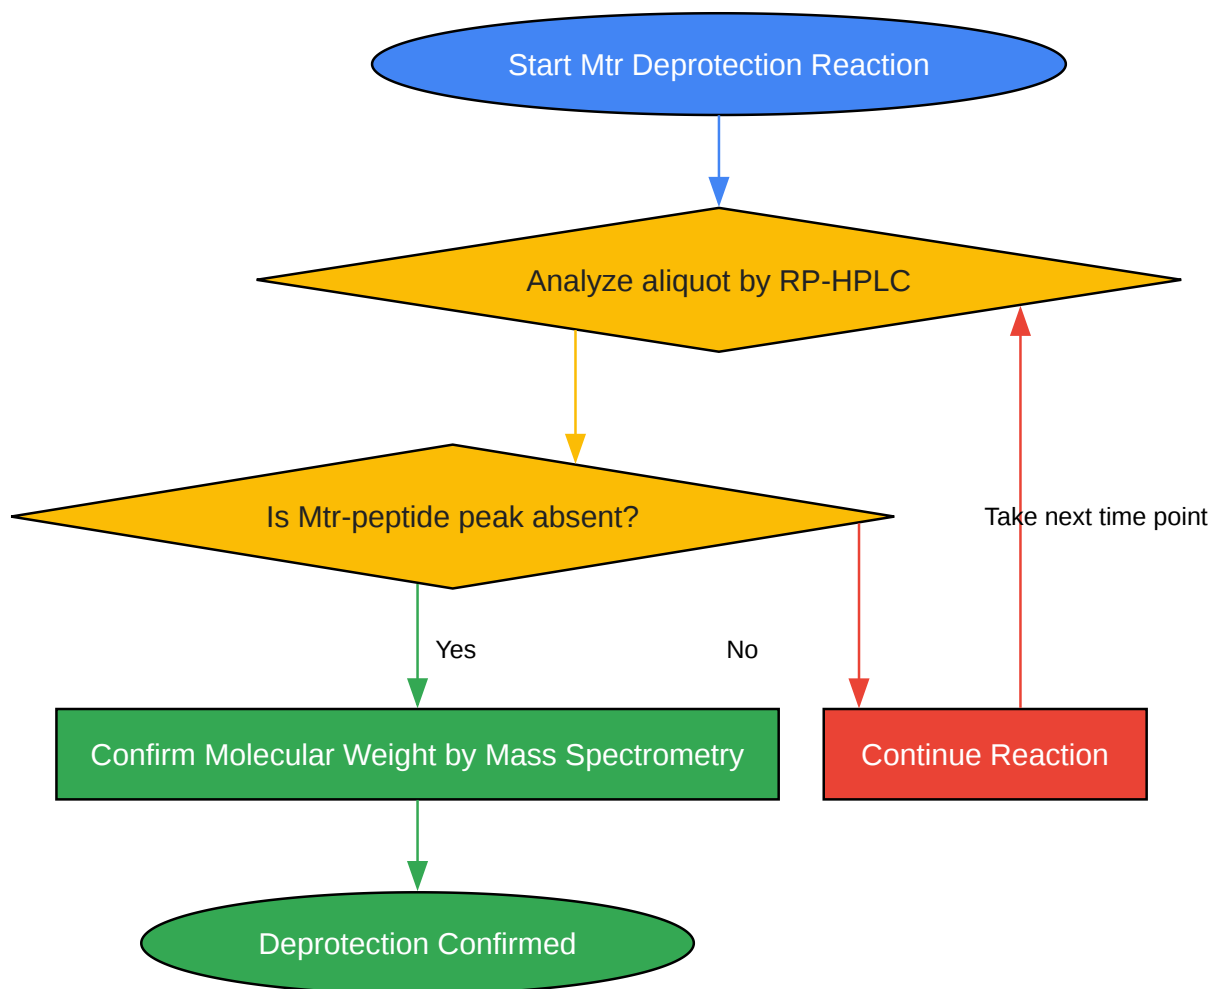 Start Mtr Deprotection Reaction
Analyze aliquot by RP-HPLC
Is Mtr-peptide peak absent?
Take next time point
Yes
No
Confirm Molecular Weight by Mass Spectrometry
Continue Reaction
Deprotection Confirmed